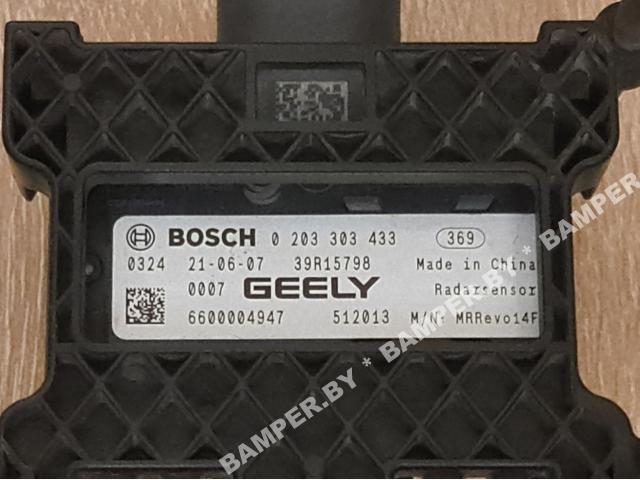 BOSCH 0 203 303 433 369
0324 21-06-07 39R15798 Made in China
0007 GEELY Radarsensor
6600004947 512013 M/N: MRRevo14F
BAMPER.BY * BAMPER.BY * BAMPER